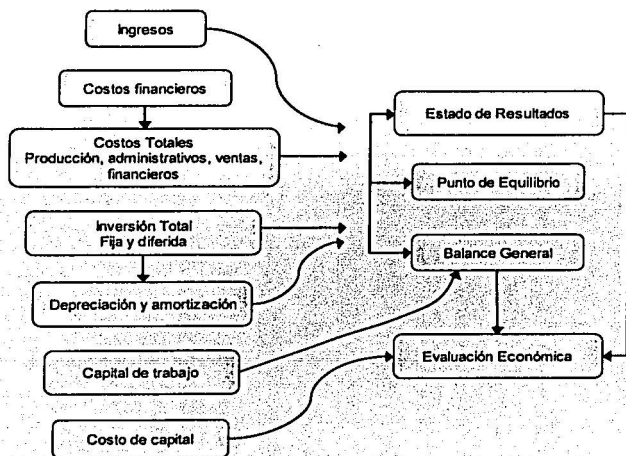 Ingresos
Costos financieros
Costos Totales
Producción, administrativos, ventas,
financieros
Inversión Total
Fija y diferida
Depreciación y amortización
Capital de trabajo
Costo de capital
Estado de Resultados
Punto de Equilibrio
Balance General
Evaluación Económica